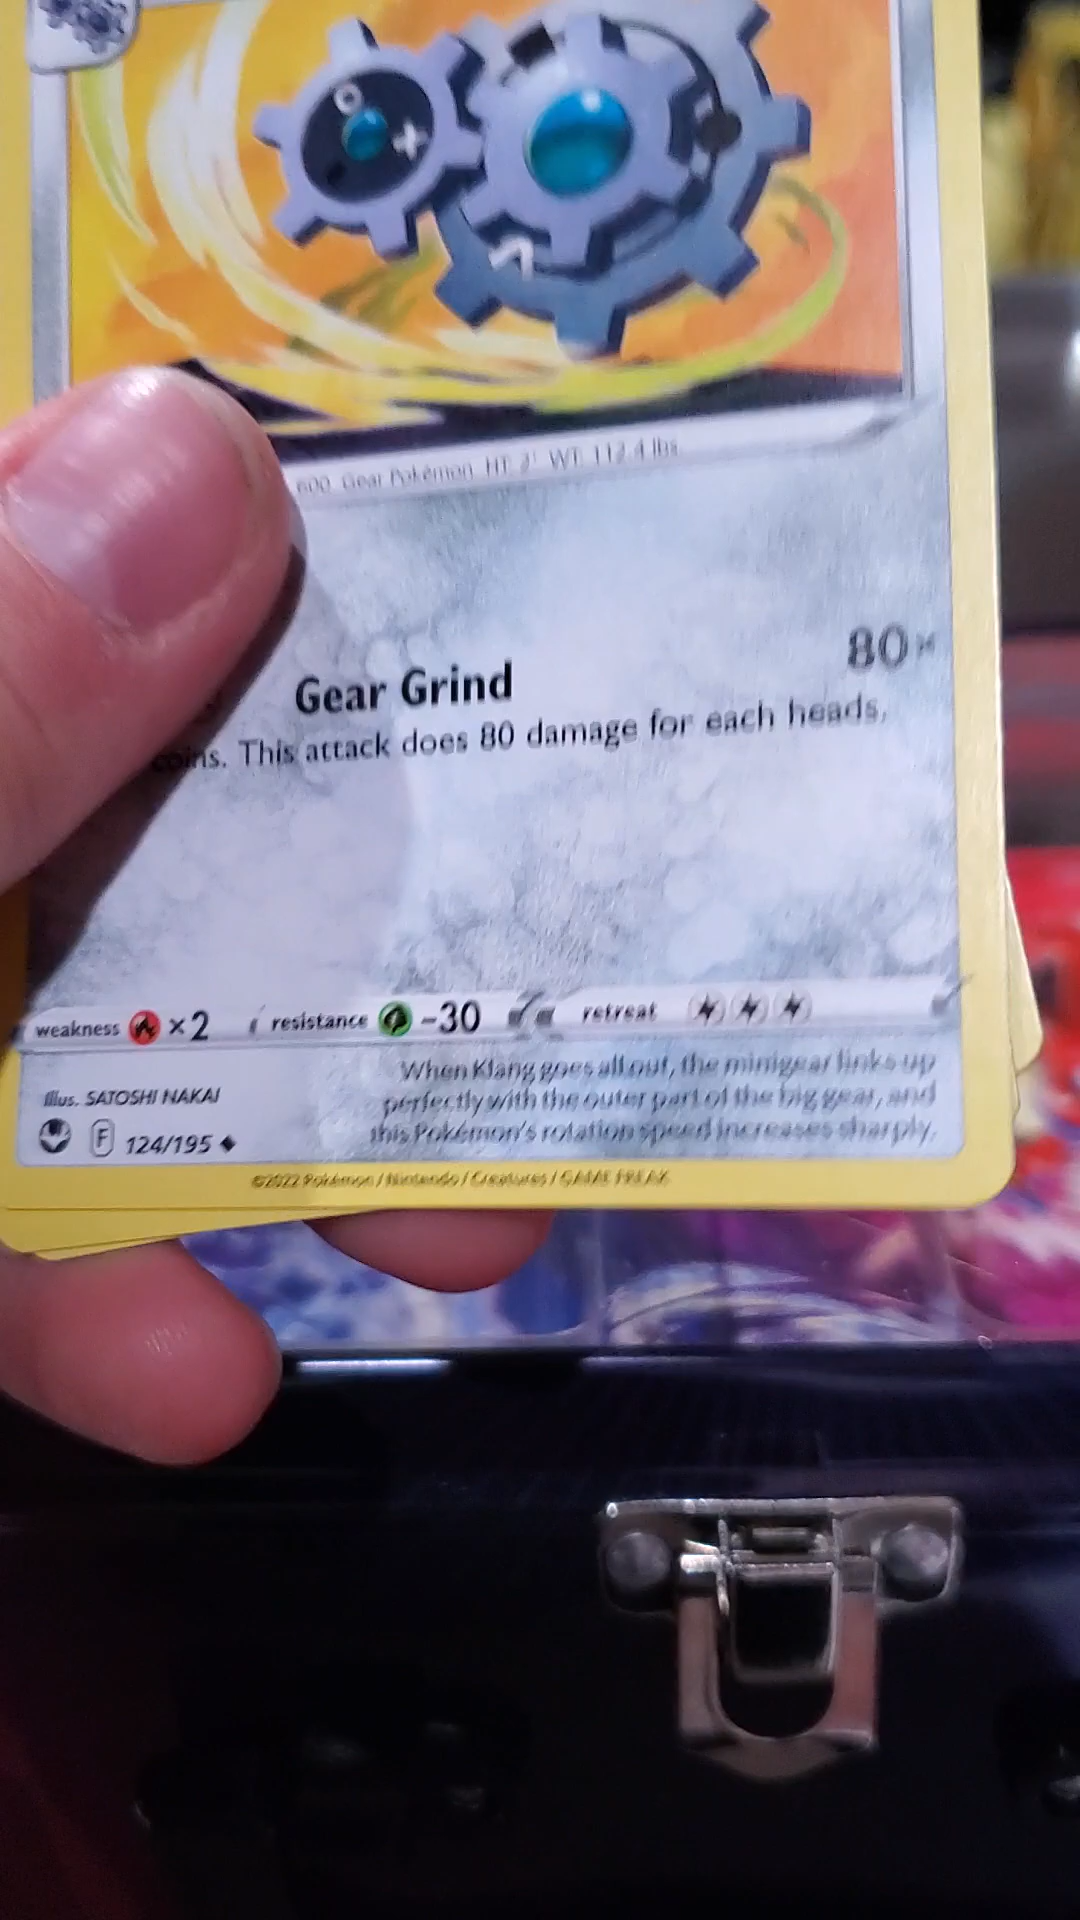 600 Gear Pokémon HT: 2' WT: 112.4 lbs.
Gear Grind 80×
coins. This attack does 80 damage for each heads.
weakness ×2 resistance -30 retreat
When Klang goes all out, the minigear links up
perfectly with the outer part of the big gear, and
this Pokémon's rotation speed increases sharply.
Illus. SATOSHI NAKAI
F 124/195
©2022 Pokémon / Nintendo / Creatures / GAME FREAK